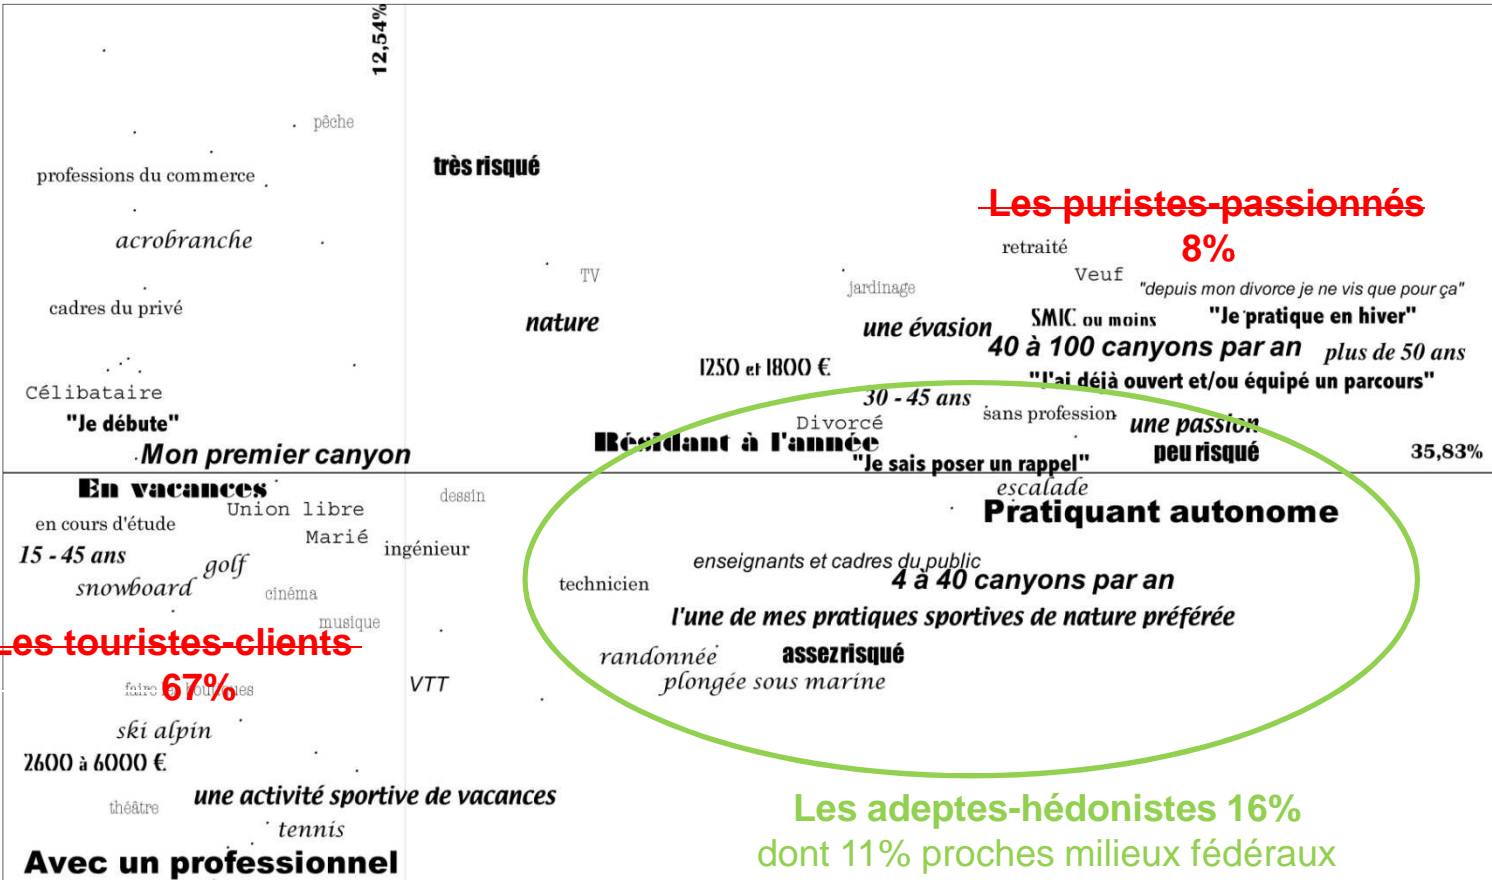 12,54%
pêche
professions du commerce
très risqué
Les puristes-passionnés
8%
acrobranche
retraité
TV
Veuf
jardinage
"depuis mon divorce je ne vis que pour ça"
cadres du privé
nature
une évasion
SMIC ou moins
"Je pratique en hiver"
40 à 100 canyons par an
plus de 50 ans
1250 et 1800 €
"J'ai déjà ouvert et/ou équipé un parcours"
Célibataire
30 - 45 ans
sans profession
"Je débute"
Divorcé
une passion
Résidant à l'année
Mon premier canyon
"Je sais poser un rappel"
peu risqué
35,83%
En vacances
dessin
escalade
Union libre
Pratiquant autonome
en cours d'étude
Marié
ingénieur
15 - 45 ans
golf
enseignants et cadres du public
snowboard
cinéma
technicien
4 à 40 canyons par an
musique
l'une de mes pratiques sportives de nature préférée
Les touristes-clients
67%
randonnée
assez risqué
faire les boutiques
VTT
plongée sous marine
ski alpin
2600 à 6000 €
théâtre
une activité sportive de vacances
Les adeptes-hédonistes 16%
tennis
dont 11% proches milieux fédéraux
Avec un professionnel